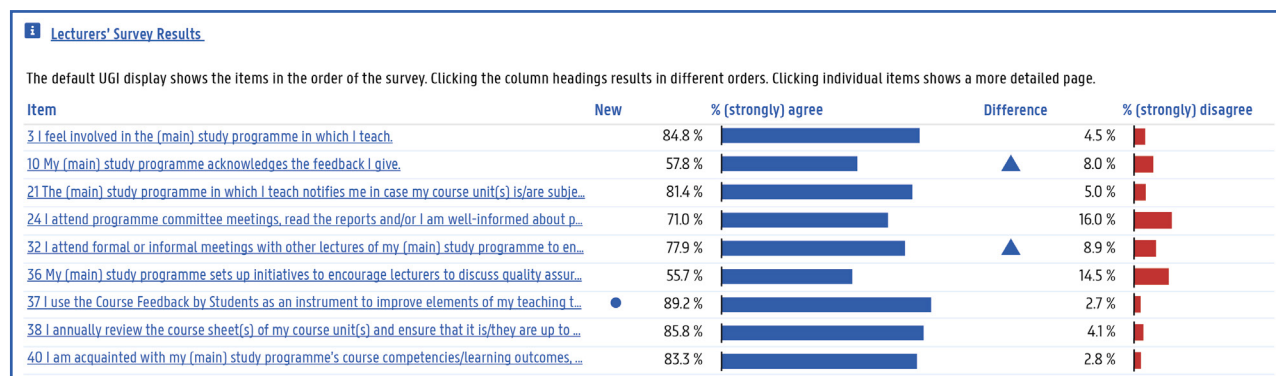 Lecturers' Survey Results
The default UGI display shows the items in the order of the survey. Clicking the column headings results in different orders. Clicking individual items shows a more detailed page.
Item New % (strongly) agree Difference % (strongly) disagree
3 I feel involved in the (main) study programme in which I teach. 84.8 % 4.5 %
10 My (main) study programme acknowledges the feedback I give. 57.8 % 8.0 %
21 The (main) study programme in which I teach notifies me in case my course unit(s) is/are subje... 81.4 % 5.0 %
24 I attend programme committee meetings, read the reports and/or I am well-informed about p... 71.0 % 16.0 %
32 I attend formal or informal meetings with other lectures of my (main) study programme to en... 77.9 % 8.9 %
36 My (main) study programme sets up initiatives to encourage lecturers to discuss quality assur... 55.7 % 14.5 %
37 I use the Course Feedback by Students as an instrument to improve elements of my teaching t... 89.2 % 2.7 %
38 I annually review the course sheet(s) of my course unit(s) and ensure that it is/they are up to ... 85.8 % 4.1 %
40 I am acquainted with my (main) study programme's course competencies/learning outcomes, ... 83.3 % 2.8 %